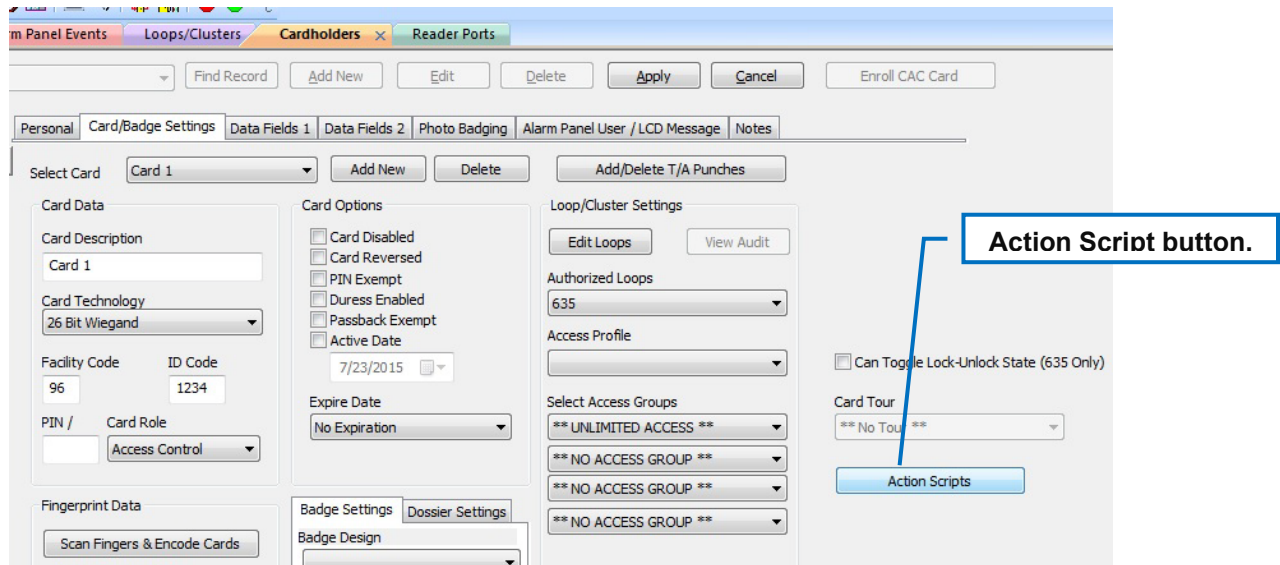 m Panel Events Loops/Clusters Cardholders Reader Ports
Find Record Add New Edit Delete Apply Cancel Enroll CAC Card
Personal Card/Badge Settings Data Fields 1 Data Fields 2 Photo Badging Alarm Panel User / LCD Message Notes
Select Card Card 1 Add New Delete Add/Delete T/A Punches
Card Data
Card Description
Card 1
Card Technology
26 Bit Wiegand
Facility Code ID Code
96 1234
PIN / Card Role
Access Control
Fingerprint Data
Scan Fingers & Encode Cards
Card Options
Card Disabled
Card Reversed
PIN Exempt
Duress Enabled
Passback Exempt
Active Date
7/23/2015
Expire Date
No Expiration
Badge Settings Dossier Settings
Badge Design
Loop/Cluster Settings
Edit Loops View Audit
Authorized Loops
635
Access Profile
Select Access Groups
** UNLIMITED ACCESS **
** NO ACCESS GROUP **
** NO ACCESS GROUP **
** NO ACCESS GROUP **
Action Script button.
Can Toggle Lock-Unlock State (635 Only)
Card Tour
** No Tour **
Action Scripts